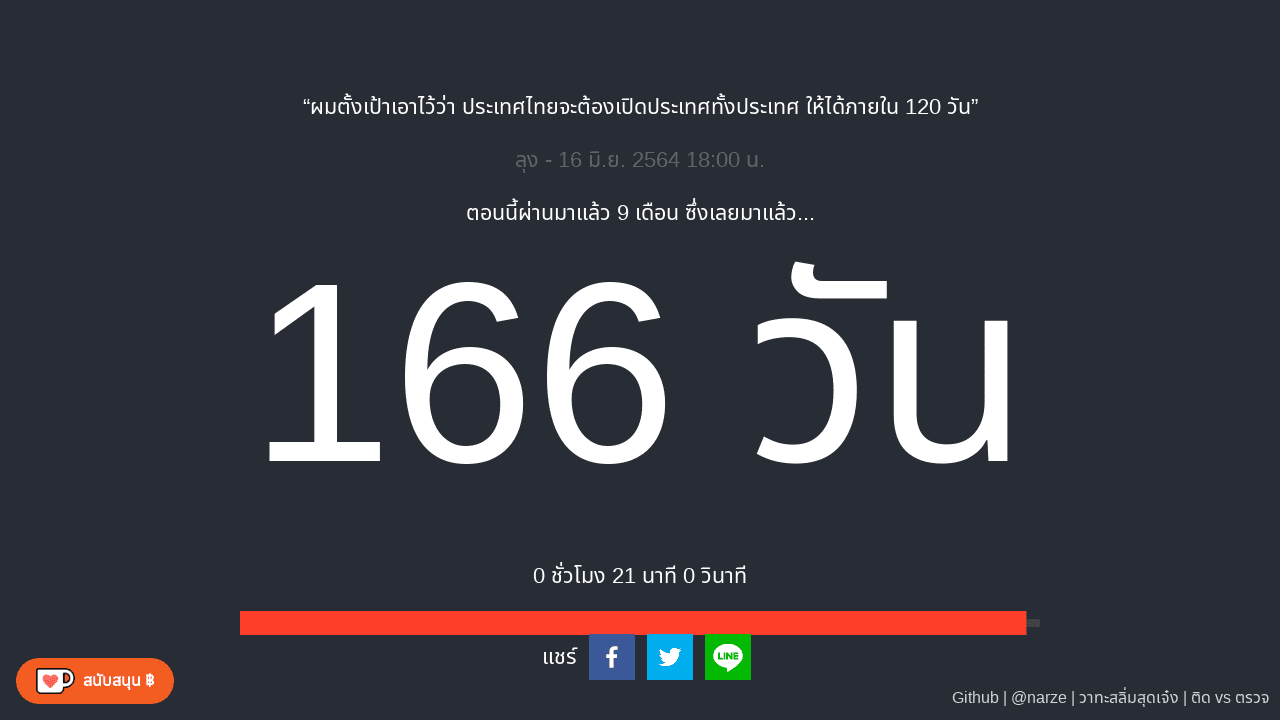 “ผมตั้งเป้าเอาไว้ว่า ประเทศไทยจะต้องเปิดประเทศทั้งประเทศ ให้ได้ภายใน 120 วัน”
ลุง - 16 มิ.ย. 2564 18:00 น.
ตอนนี้ผ่านมาแล้ว 9 เดือน ซึ่งเลยมาแล้ว...
166 วัน
0 ชั่วโมง 21 นาที 0 วินาที
แชร์
LINE
สนับสนุน ฿
Github | @narze | วาทะสลิ่มสุดเจ๋ง | ติด vs ตรวจ